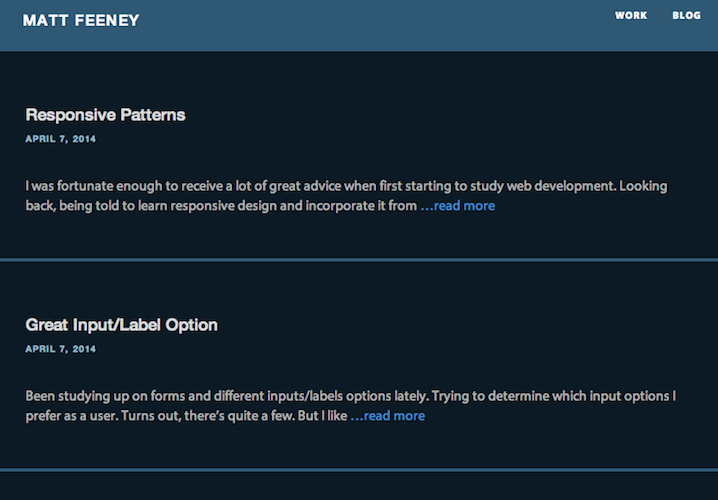 MATT FEENEY
WORK
BLOG
Responsive Patterns
APRIL 7, 2014
I was fortunate enough to receive a lot of great advice when first starting to study web development. Looking
back, being told to learn responsive design and incorporate it from …read more
Great Input/Label Option
APRIL 7, 2014
Been studying up on forms and different inputs/labels options lately. Trying to determine which input options I
prefer as a user. Turns out, there’s quite a few. But I like …read more